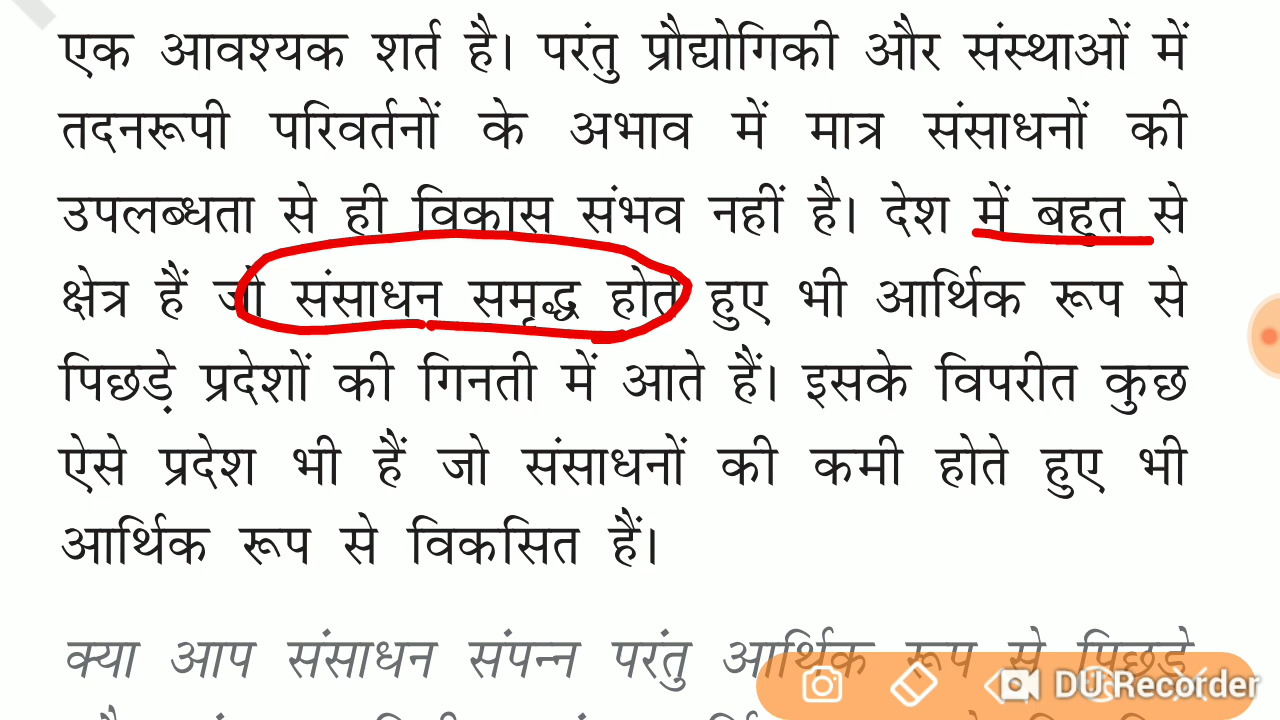 एक आवश्यक शर्त है। परंतु प्रौद्योगिकी और संस्थाओं में
तदनरूपी परिवर्तनों के अभाव में मात्र संसाधनों की
उपलब्धता से ही विकास संभव नहीं है। देश में बहुत से
क्षेत्र हैं जो संसाधन समृद्ध होते हुए भी आर्थिक रूप से
पिछड़े प्रदेशों की गिनती में आते हैं। इसके विपरीत कुछ
ऐसे प्रदेश भी हैं जो संसाधनों की कमी होते हुए भी
आर्थिक रूप से विकसित हैं।
क्या आप संसाधन संपन्न परंतु आर्थिक रूप से पिछड़े
DU Recorder